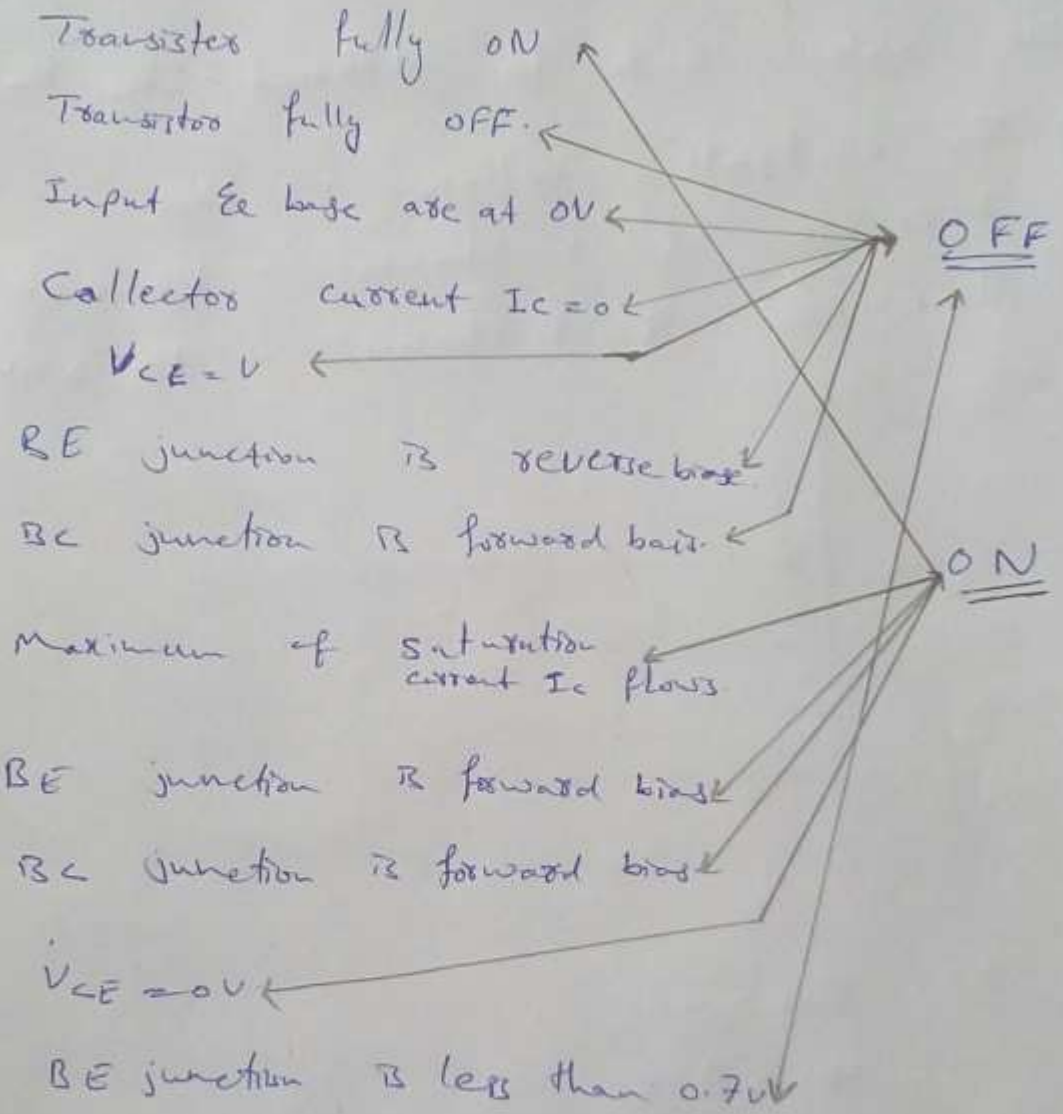 Transister fully ON
Transistor fully OFF.
Input & base are at 0V
OFF
Collector current Ic = 0
VCE = V
BE junction is reverse bias.
BC junction is forward bais.
ON
Maximum of saturation
current Ic flows
BE junction is forward bias
BC junction is forward bias
VCE = 0V
BE junction is less than 0.7v